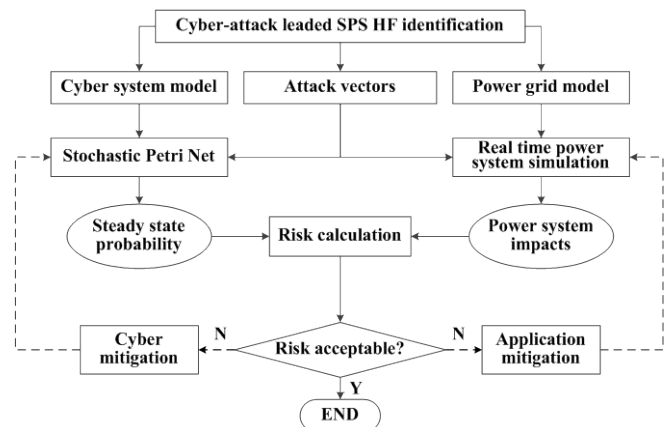 Cyber-attack leaded SPS HF identification
Cyber system model
Attack vectors
Power grid model
Stochastic Petri Net
Real time power
system simulation
Steady state
probability
Risk calculation
Power system
impacts
Cyber
mitigation
N
Risk acceptable?
N
Application
mitigation
Y
END